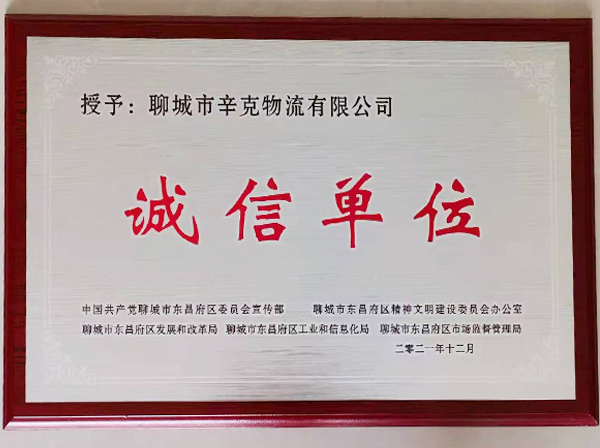 授予：聊城市辛克物流有限公司
诚信单位
中国共产党聊城市东昌府区委员会宣传部 聊城市东昌府区精神文明建设委员会办公室
聊城市东昌府区发展和改革局 聊城市东昌府区工业和信息化局 聊城市东昌府区市场监督管理局
二零二一年十二月